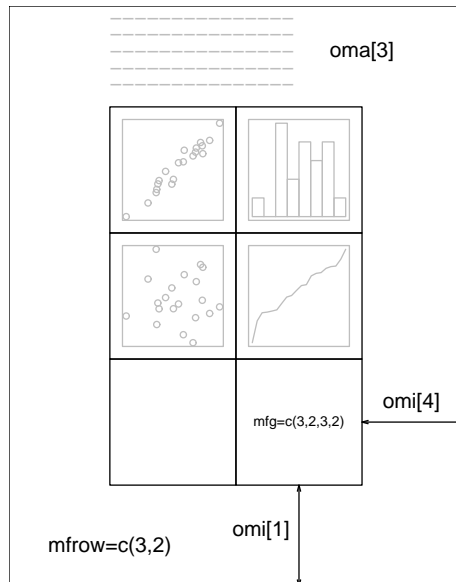 oma[3]
omi[4]
mfg=c(3,2,3,2)
omi[1]
mfrow=c(3,2)